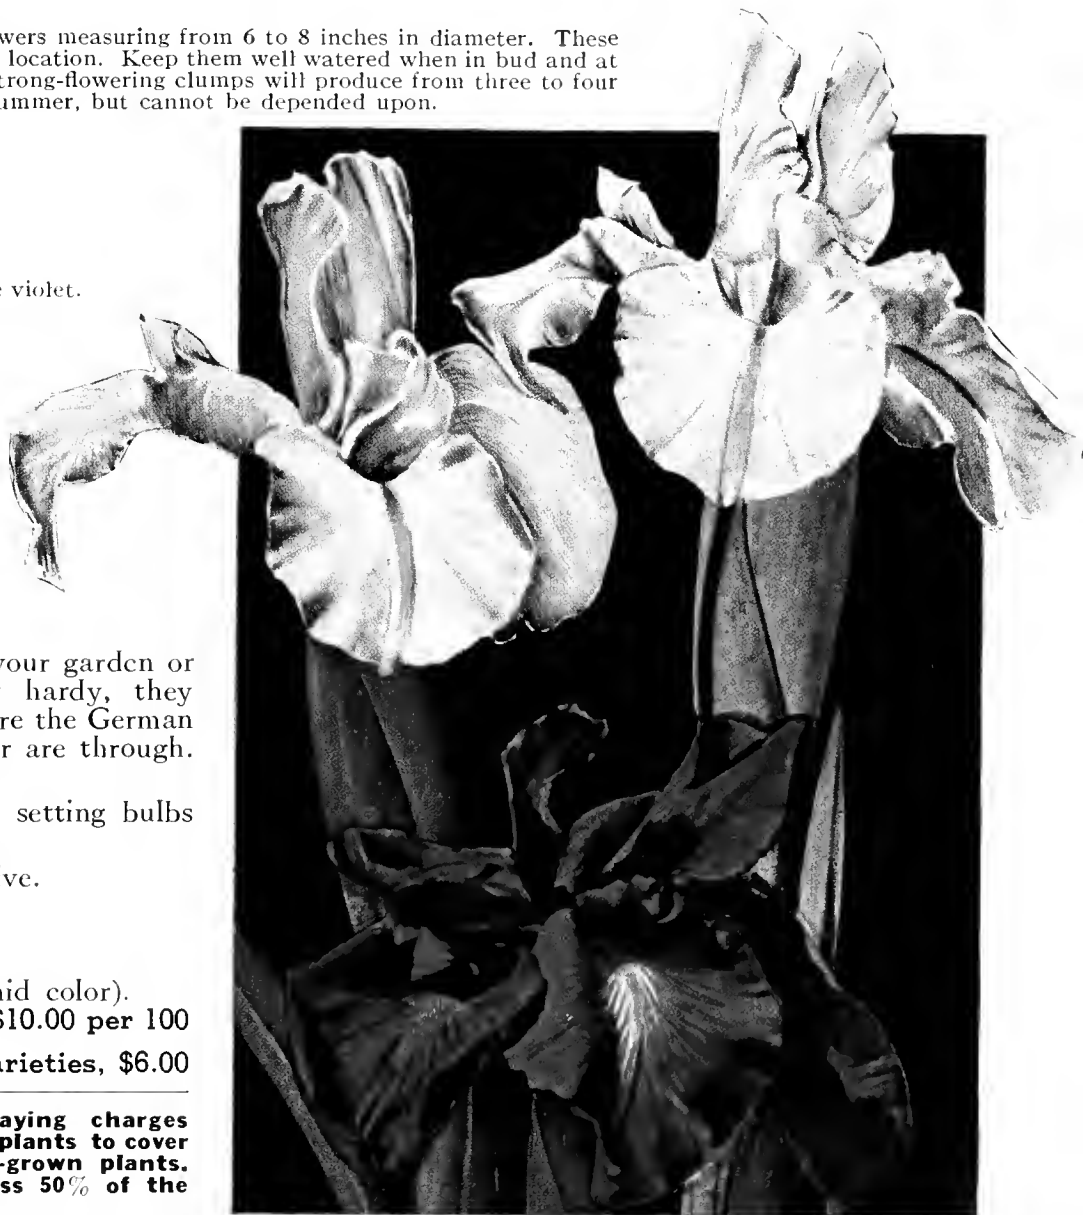 wers measuring from 6 to 8 inches in diameter. These
location. Keep them well watered when in bud and at
trong-flowering clumps will produce from three to four
ummer, but cannot be depended upon.
violet.
your garden or
hardy, they
re the German
r are through.
setting bulbs
ve.
id color).
$10.00 per 100
arieties, $6.00
aying charges
plants to cover
-grown plants.
ss 50% of the